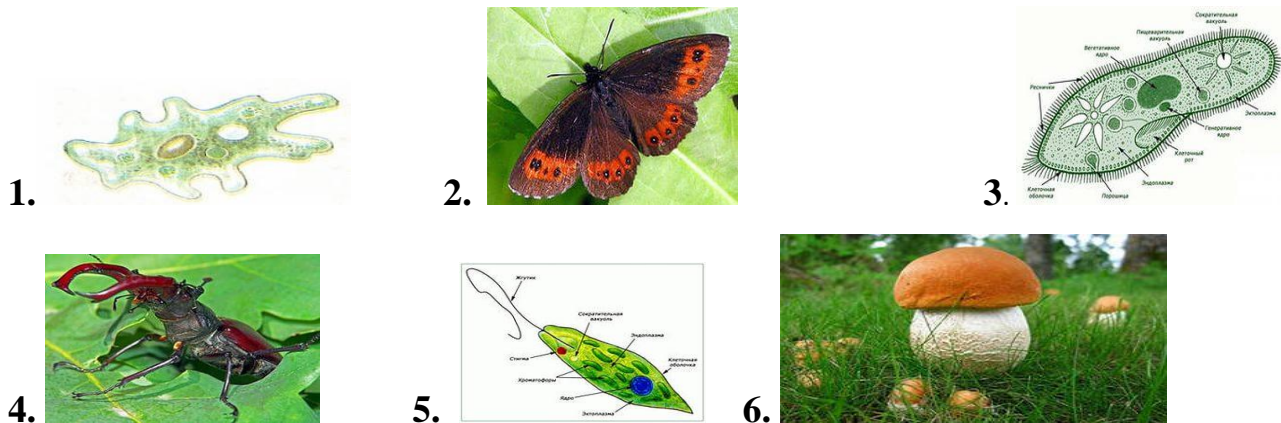 1.
2.
3.
Сократительная
вакуоль
Пищеварительная
вакуоль
Вегетативное
ядро
Реснички
Эктоплазма
Генеративное
ядро
Клеточный
рот
Эндоплазма
Клеточная
оболочка
Порошица
4.
5.
Жгутик
Сократительная
вакуоль
Эндоплазма
Стигма
Клеточная
оболочка
Хроматофоры
Ядро
Эктоплазма
6.